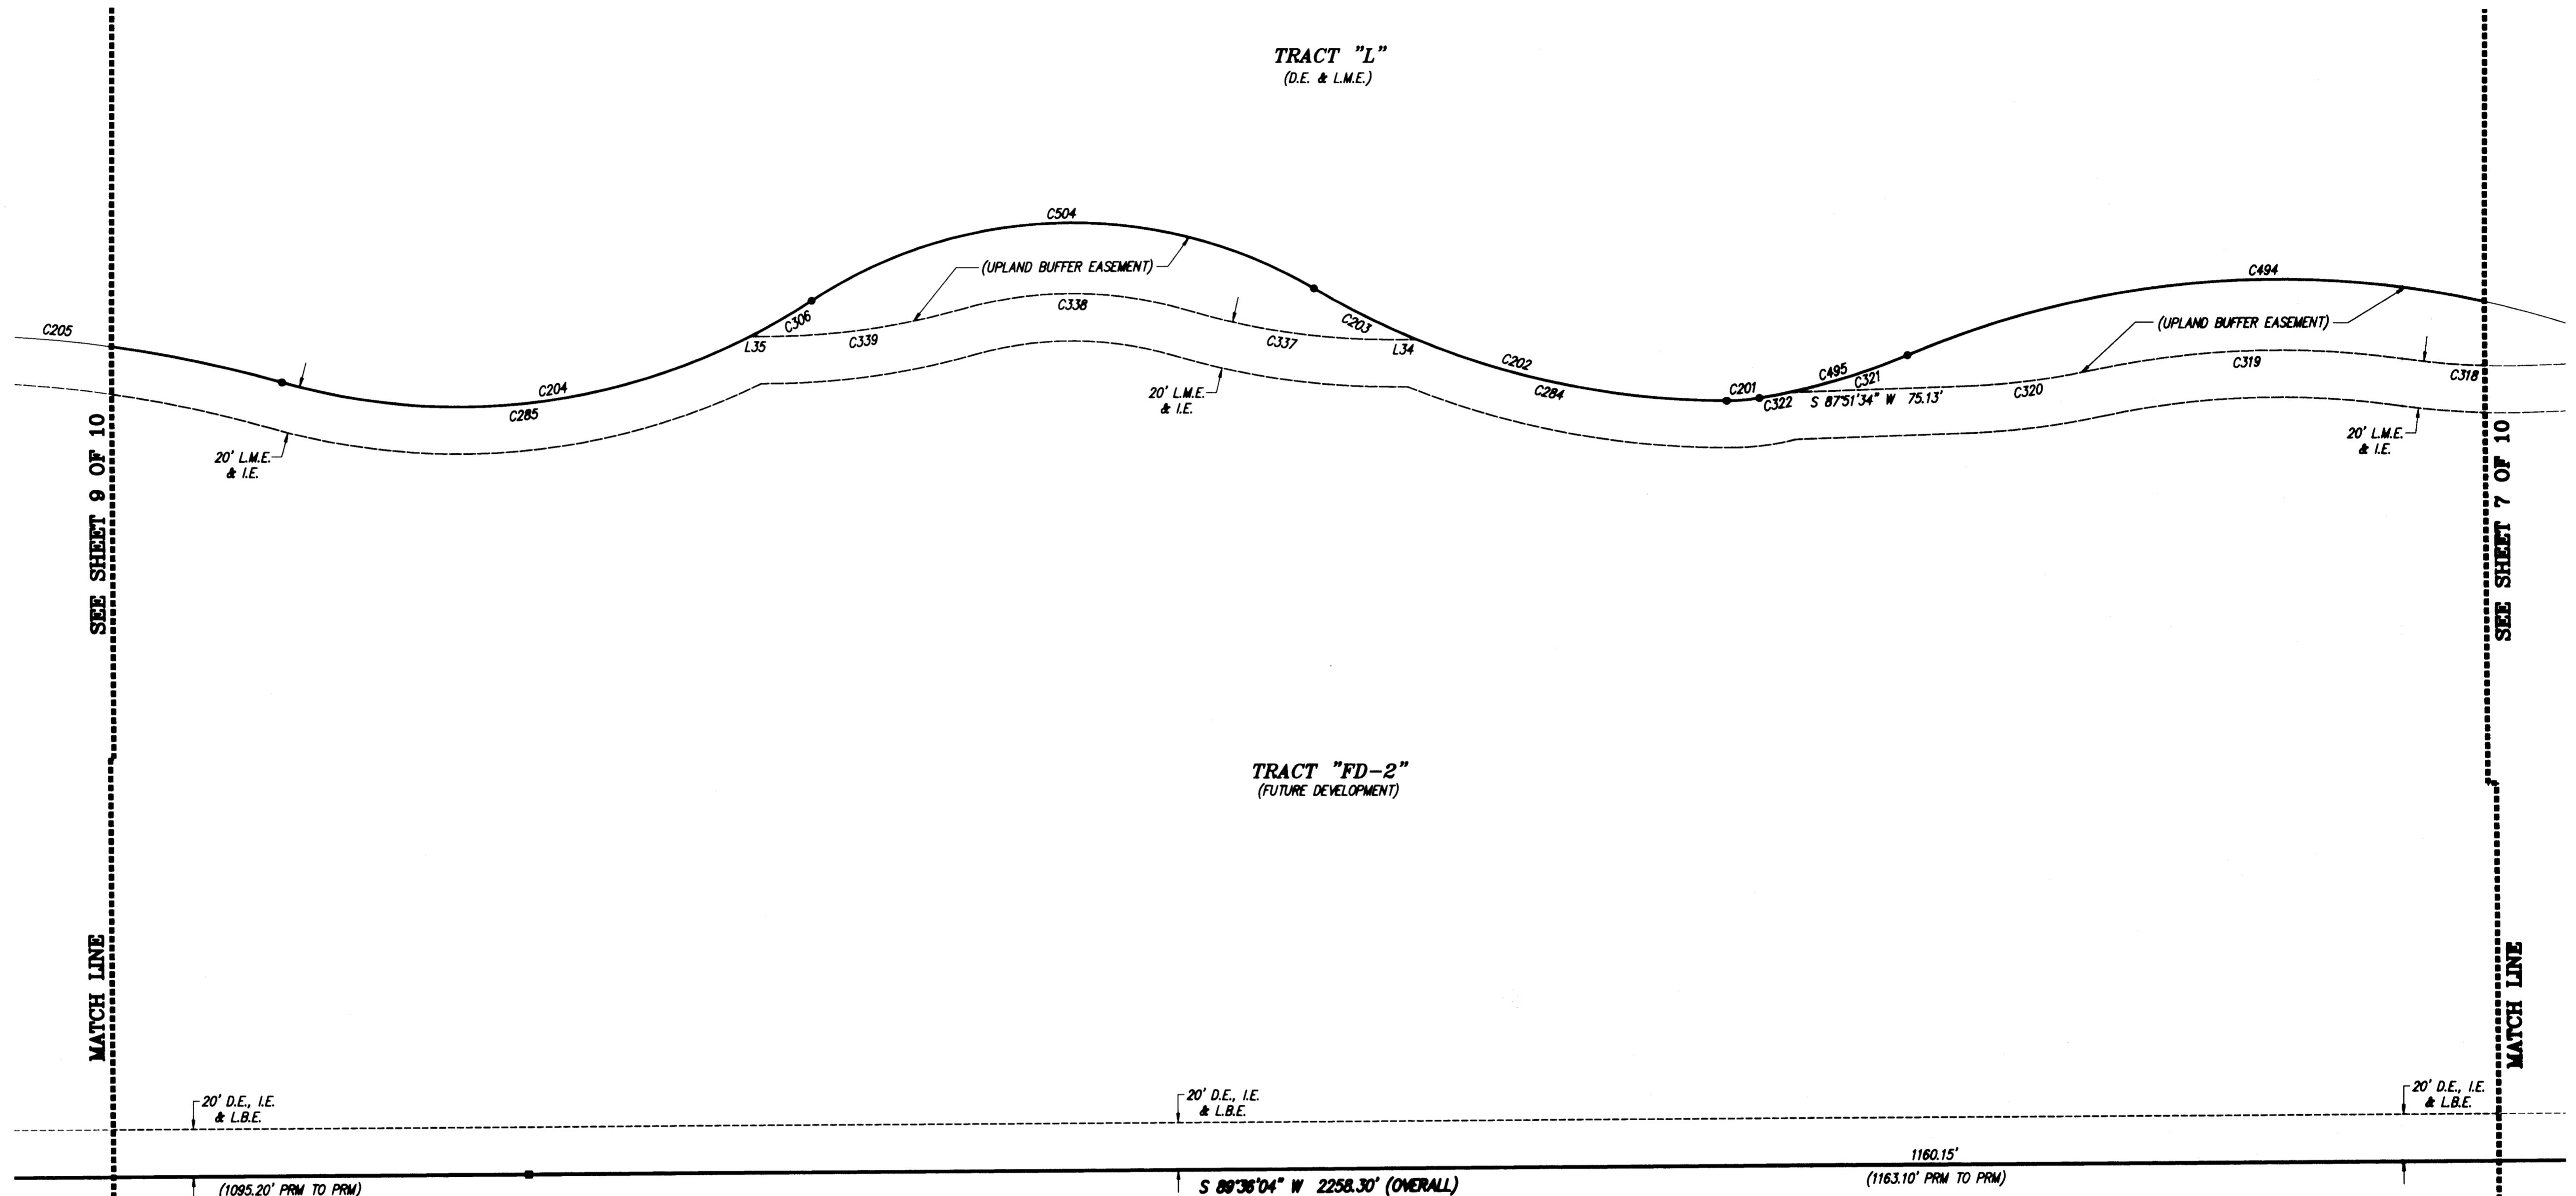 TRACT "L"
(D.E. & L.M.E.)
C504
(UPLAND BUFFER EASEMENT)
C494
C338
(UPLAND BUFFER EASEMENT)
C205
C306
C203
L35
C339
C337
L34
C202
C319
C318
C495
C321
C204
C285
20' L.M.E.
& I.E.
C284
C201
C322
S 87°51'34" W 75.13'
C320
20' L.M.E.
& I.E.
20' L.M.E.
& I.E.
SEE SHEET 9 OF 10
SEE SHEET 7 OF 10
TRACT "FD-2"
(FUTURE DEVELOPMENT)
MATCH LINE
MATCH LINE
20' D.E., I.E.
& L.B.E.
20' D.E., I.E.
& L.B.E.
20' D.E., I.E.
& L.B.E.
1160.15'
(1095.20' PRM TO PRM)
S 89°36'04" W 2258.30' (OVERALL)
(1163.10' PRM TO PRM)